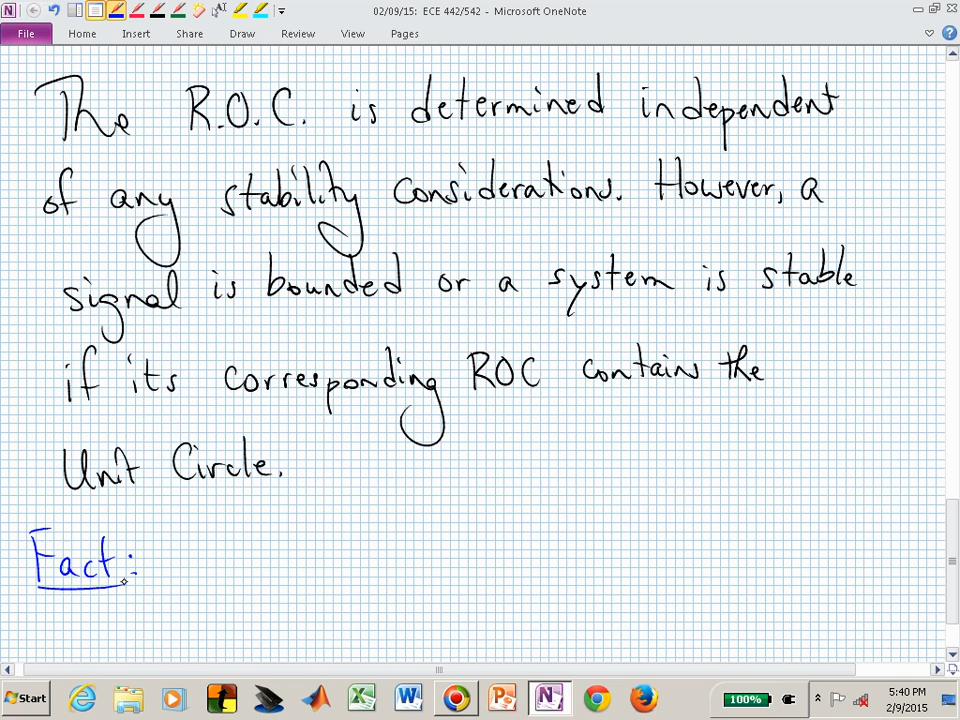 02/09/15: ECE 442/542 - Microsoft OneNote
File Home Insert Share Draw Review View Pages
The R.O.C. is determined independent
of any stability considerations. However, a
signal is bounded or a system is stable
if its corresponding ROC contains the
Unit Circle.
Fact:
Start
100%
5:40 PM
2/9/2015